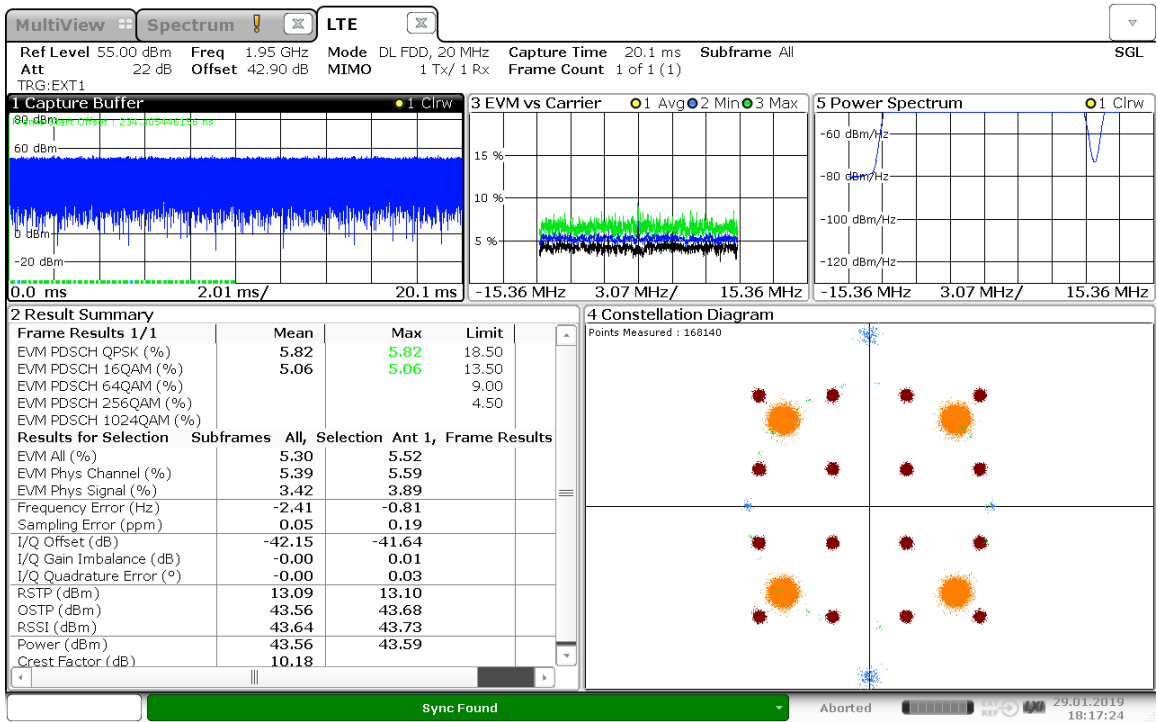 MultiView Spectrum ! X LTE X
Ref Level 55.00 dBm Freq 1.95 GHz Mode DL FDD, 20 MHz Capture Time 20.1 ms Subframe All SGL
Att 22 dB Offset 42.90 dB MIMO 1 Tx/ 1 Rx Frame Count 1 of 1 (1)
TRG:EXT1
1 Capture Buffer 1 Clrw
80 dBm
Frame Start Offset : 234.305446156 ms
60 dBm
0 dBm
-20 dBm
0.0 ms 2.01 ms/ 20.1 ms
3 EVM vs Carrier 1 Avg 2 Min 3 Max
15 %
10 %
5 %
-15.36 MHz 3.07 MHz/ 15.36 MHz
5 Power Spectrum 1 Clrw
-60 dBm/Hz
-80 dBm/Hz
-100 dBm/Hz
-120 dBm/Hz
-15.36 MHz 3.07 MHz/ 15.36 MHz
2 Result Summary
Frame Results 1/1 Mean Max Limit
EVM PDSCH QPSK (%) 5.82 5.82 18.50
EVM PDSCH 16QAM (%) 5.06 5.06 13.50
EVM PDSCH 64QAM (%) 9.00
EVM PDSCH 256QAM (%) 4.50
EVM PDSCH 1024QAM (%)
Results for Selection Subframes All, Selection Ant 1, Frame Results
EVM All (%) 5.30 5.52
EVM Phys Channel (%) 5.39 5.59
EVM Phys Signal (%) 3.42 3.89
Frequency Error (Hz) -2.41 -0.81
Sampling Error (ppm) 0.05 0.19
I/Q Offset (dB) -42.15 -41.64
I/Q Gain Imbalance (dB) -0.00 0.01
I/Q Quadrature Error (°) -0.00 0.03
RSTP (dBm) 13.09 13.10
OSTP (dBm) 43.56 43.68
RSSI (dBm) 43.64 43.73
Power (dBm) 43.56 43.59
Crest Factor (dB) 10.18
4 Constellation Diagram
Points Measured : 168140
Sync Found
Aborted
EXT
REF
LXI
29.01.2019
18:17:24